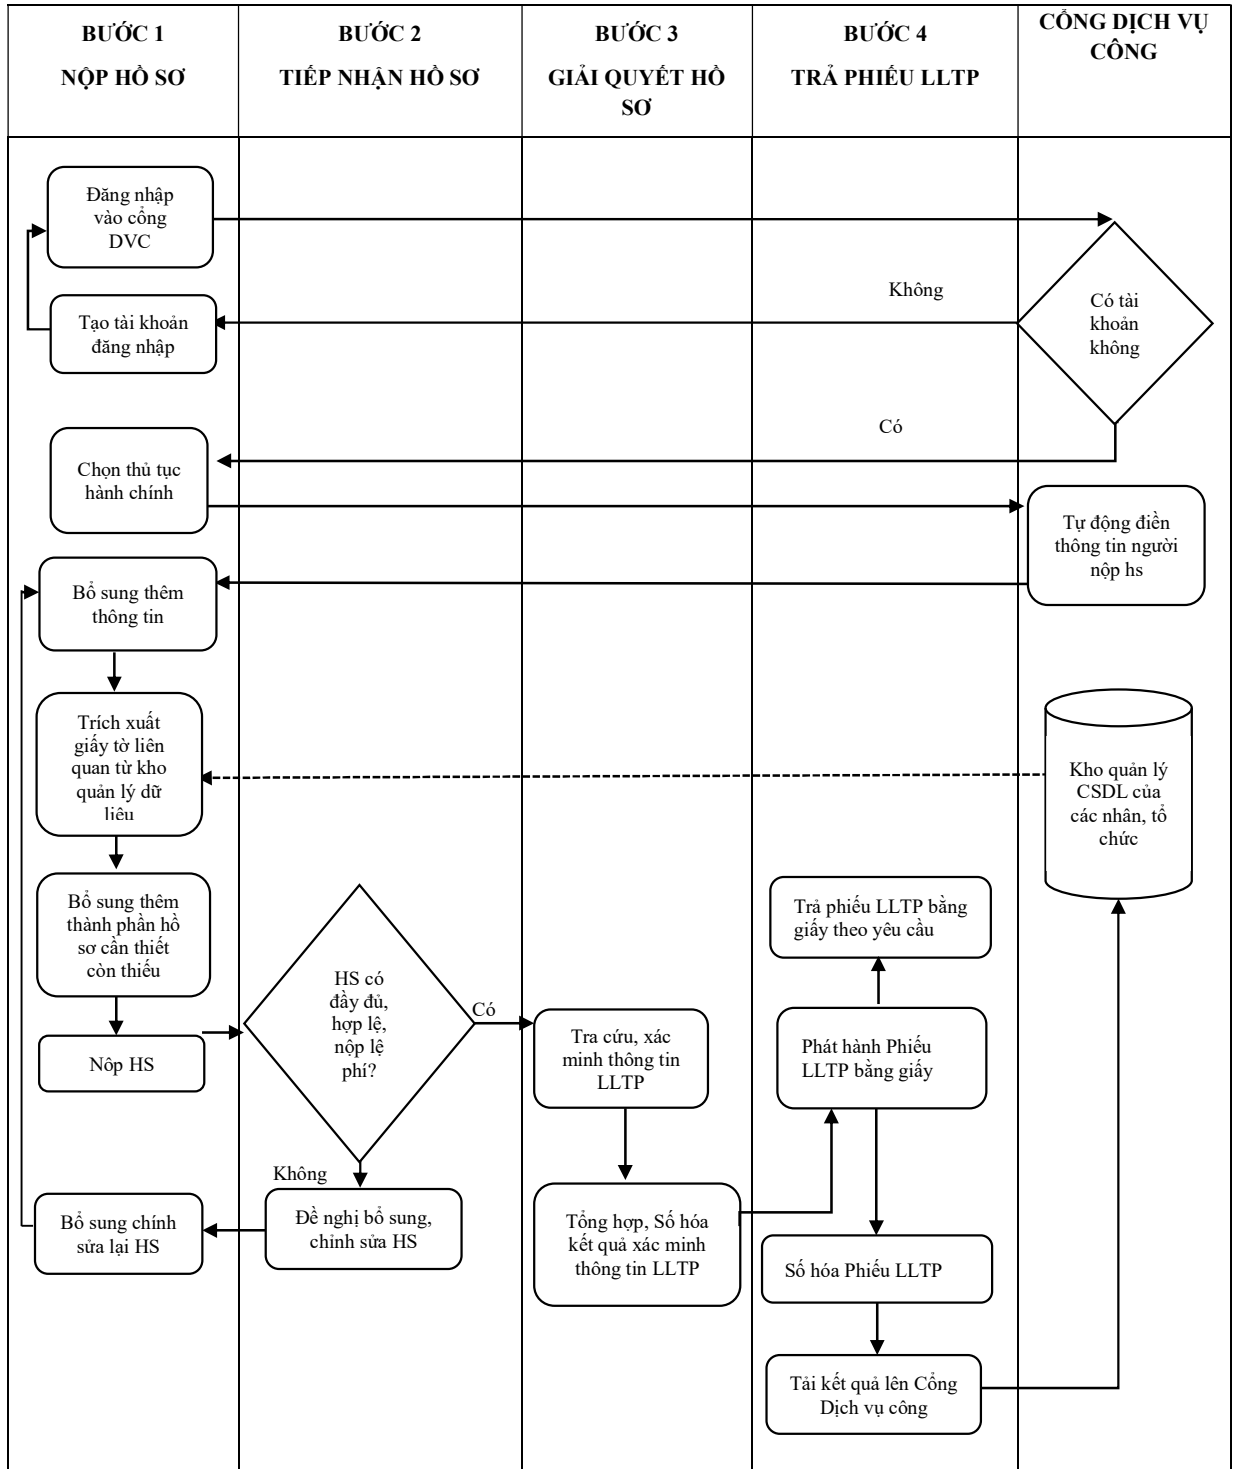 BƯỚC 1
NỘP HỒ SƠ
BƯỚC 2
TIẾP NHẬN HỒ SƠ
BƯỚC 3
GIẢI QUYẾT HỒ
SƠ
BƯỚC 4
TRẢ PHIẾU LLTP
CỔNG DỊCH VỤ
CÔNG
Đăng nhập
vào cổng
DVC
Không
Có tài
khoản
không
Tạo tài khoản
đăng nhập
Có
Chọn thủ tục
hành chính
Tự động điền
thông tin người
nộp hs
Bổ sung thêm
thông tin
Trích xuất
giấy tờ liên
quan từ kho
quản lý dữ
liệu
Kho quản lý
CSDL của
các nhân, tổ
chức
Bổ sung thêm
thành phần hồ
sơ cần thiết
còn thiếu
Trả phiếu LLTP bằng
giấy theo yêu cầu
HS có
đầy đủ,
hợp lệ,
nộp lệ
phí?
Có
Nộp HS
Tra cứu, xác
minh thông tin
LLTP
Phát hành Phiếu
LLTP bằng giấy
Không
Bổ sung chính
sửa lại HS
Đề nghị bổ sung,
chỉnh sửa HS
Tổng hợp, Số hóa
kết quả xác minh
thông tin LLTP
Số hóa Phiếu LLTP
Tải kết quả lên Cổng
Dịch vụ công